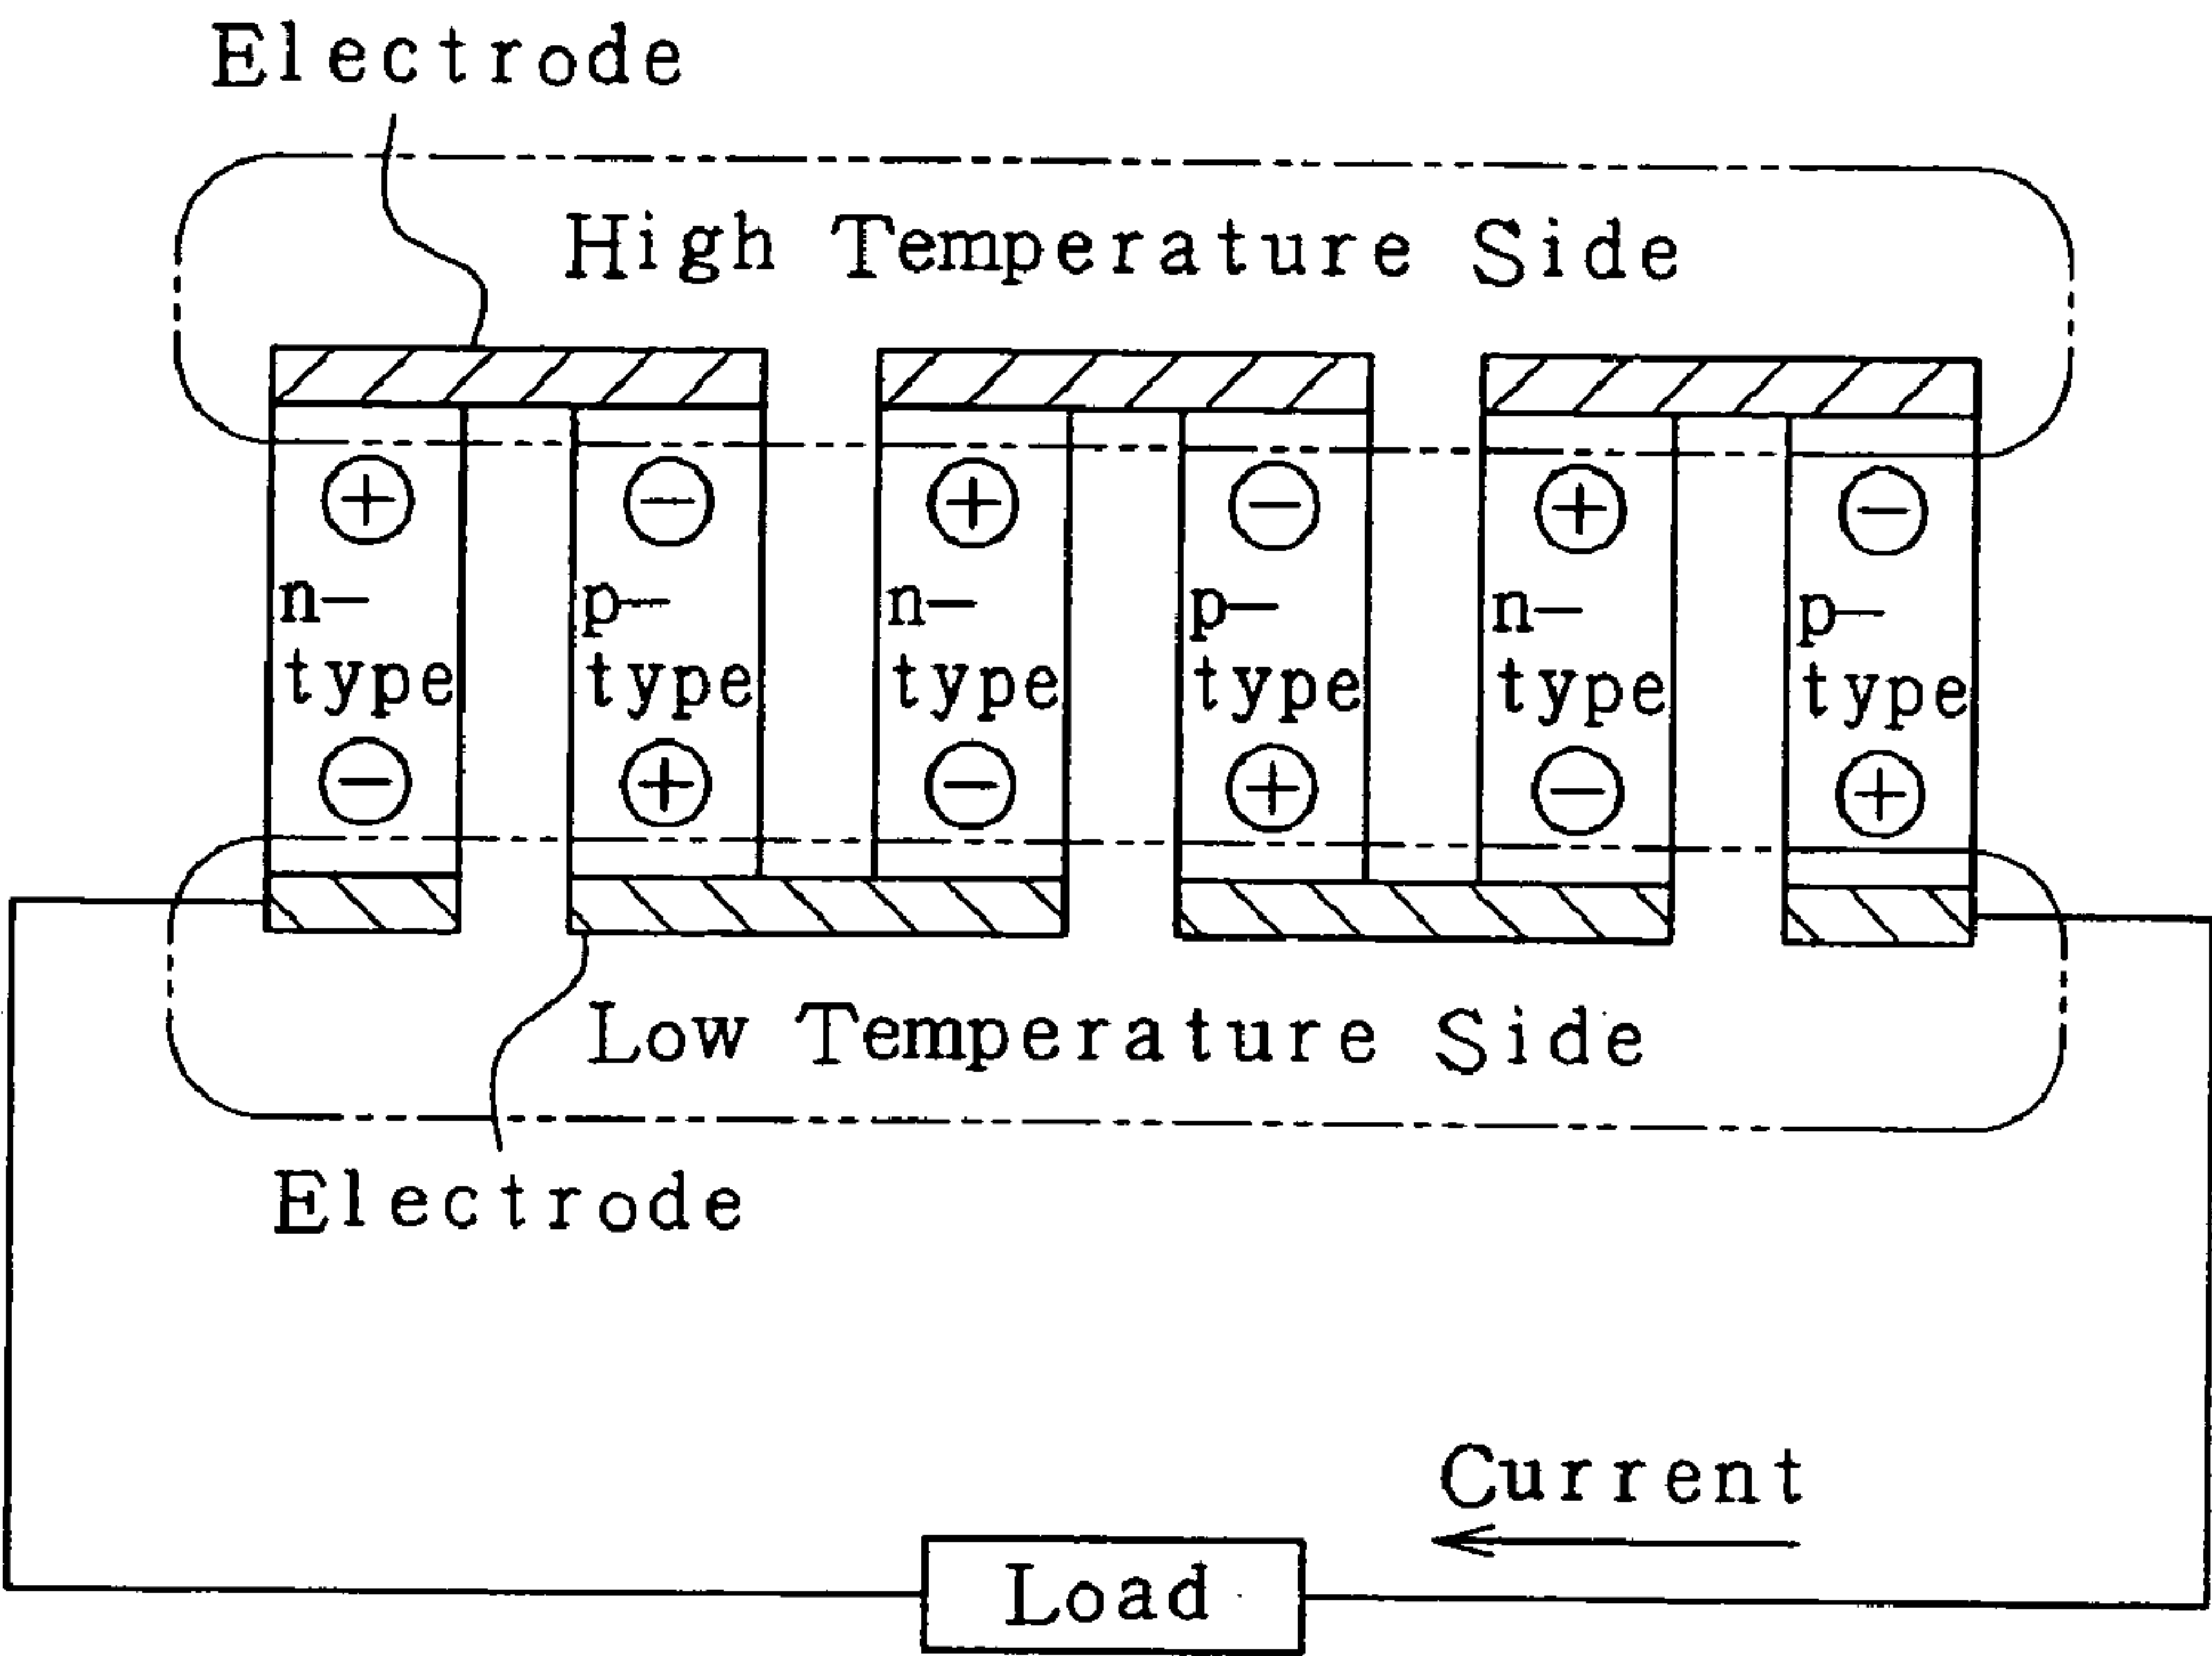 Electrode
High Temperature Side
+ − + − + −
n− p− n− p− n− p−
type type type type type type
− + − + − +
Low Temperature Side
Electrode
Current
Load